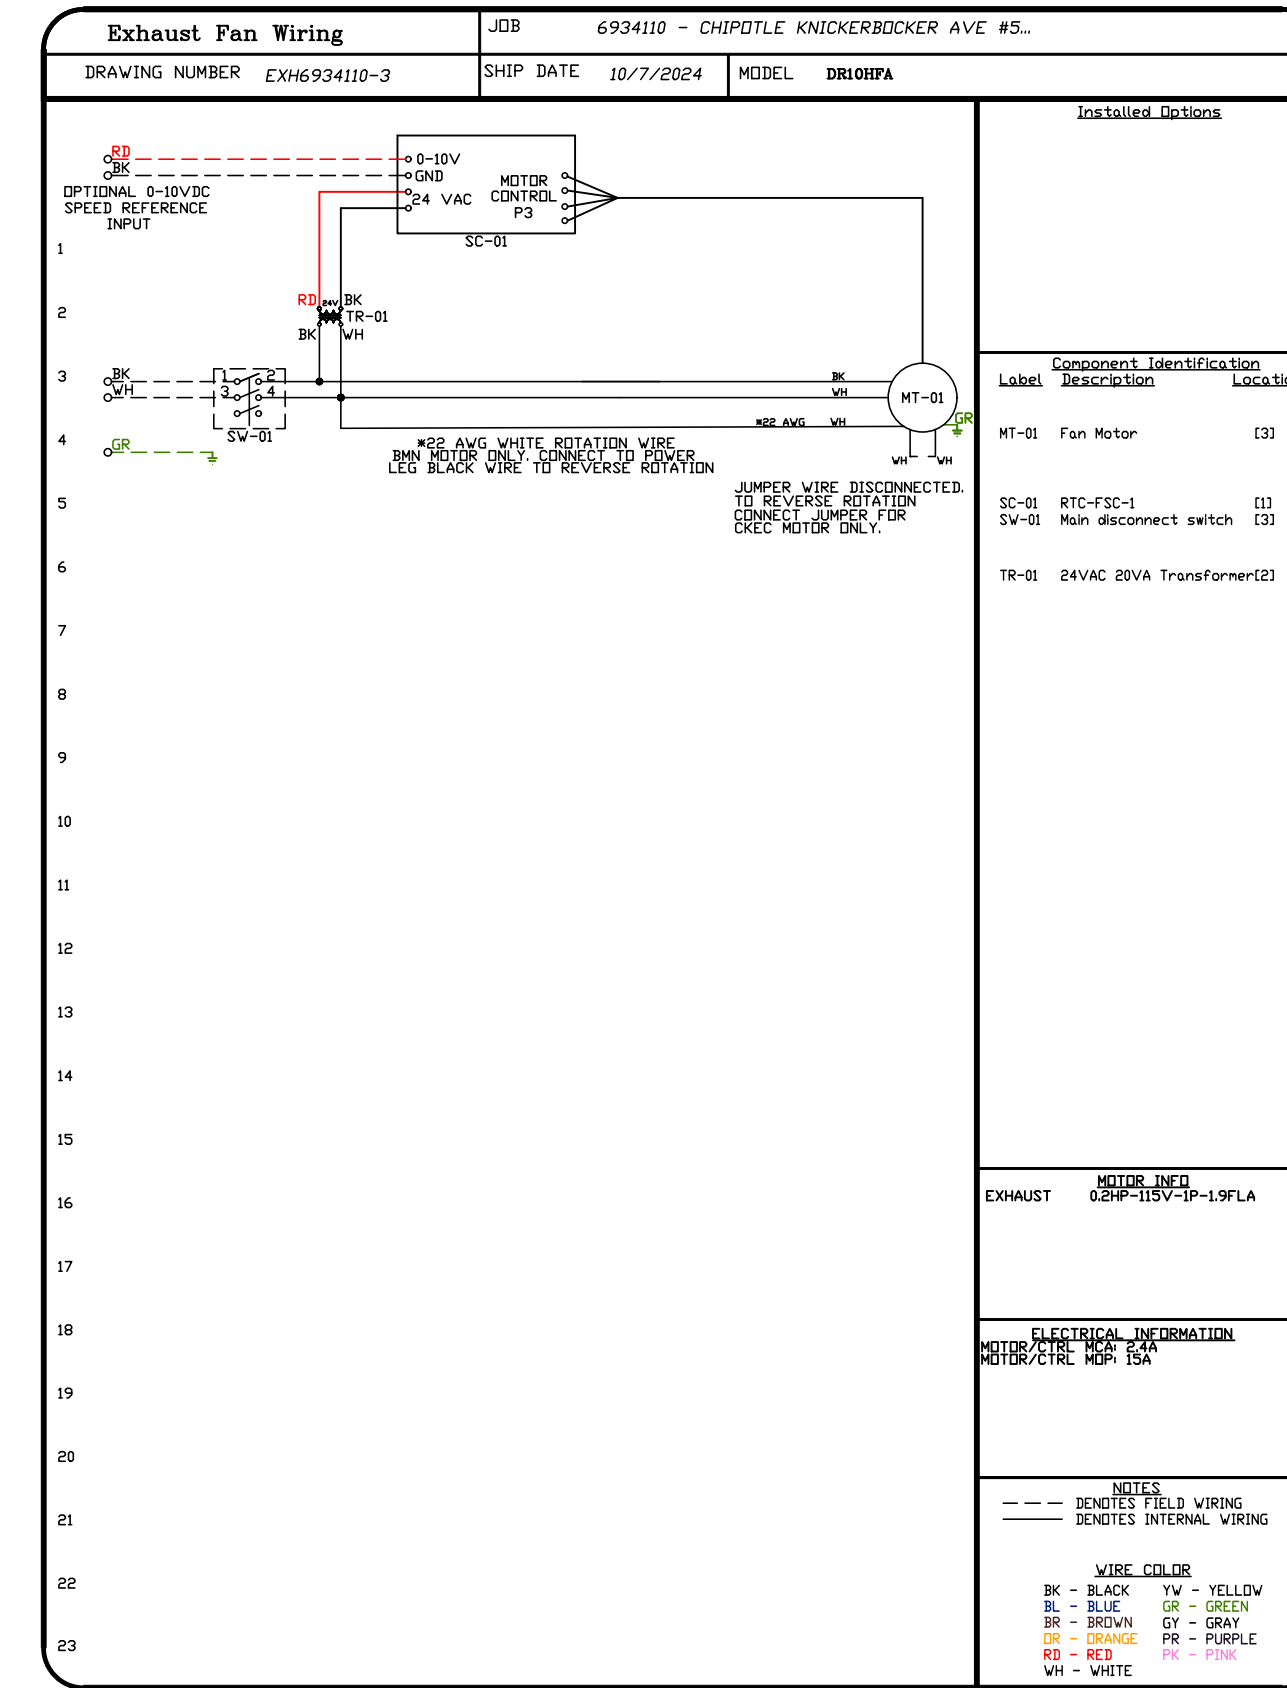 Exhaust Fan Wiring
JOB 6934110 - CHIPOTLE KNICKERBOCKER AVE #5...
DRAWING NUMBER EXH6934110-3
SHIP DATE 10/7/2024
MODEL DR10HFA
Installed Options
RD
BK
OPTIONAL 0-10VDC
SPEED REFERENCE
INPUT
0-10V
GND
24 VAC
MOTOR
CONTROL
P3
SC-01
1
2
RD 24V BK
TR-01
BK WH
3
BK
WH
1 2
3 4
SW-01
BK
WH
MT-01
*22 AWG WH
GR
4
GR
*22 AWG WHITE ROTATION WIRE
BMN MOTOR ONLY. CONNECT TO POWER
LEG BLACK WIRE TO REVERSE ROTATION
WH WH
JUMPER WIRE DISCONNECTED.
TO REVERSE ROTATION
CONNECT JUMPER FOR
CKEC MOTOR ONLY.
5
6
7
8
9
10
11
12
13
14
15
16
17
18
19
20
21
22
23
Component Identification
Label Description Locatio
MT-01 Fan Motor [3]
SC-01 RTC-FSC-1 [1]
SW-01 Main disconnect switch [3]
TR-01 24VAC 20VA Transformer[2]
MOTOR INFO
EXHAUST 0.2HP-115V-1P-1.9FLA
ELECTRICAL INFORMATION
MOTOR/CTRL MCA: 2.4A
MOTOR/CTRL MOP: 15A
NOTES
DENOTES FIELD WIRING
DENOTES INTERNAL WIRING
WIRE COLOR
BK - BLACK YW - YELLOW
BL - BLUE GR - GREEN
BR - BROWN GY - GRAY
OR - ORANGE PR - PURPLE
RD - RED PK - PINK
WH - WHITE